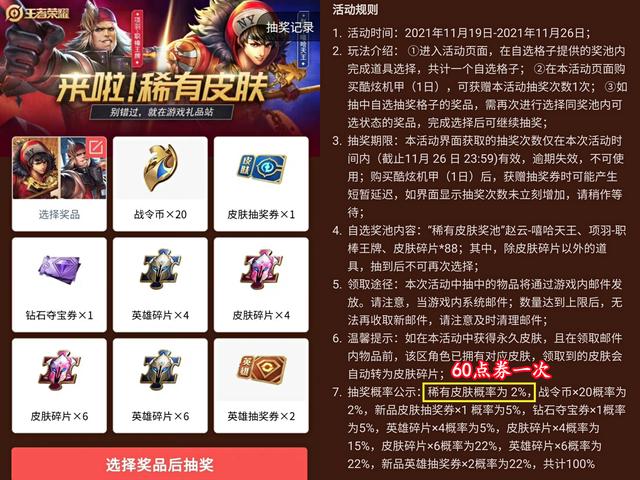 王者荣耀
项羽·职棒王牌
嘻哈天王
抽奖记录
来啦!稀有皮肤
别错过，就在游戏礼品站
选择奖品
战令币×20
皮肤
皮肤抽奖券×1
钻石夺宝券×1
英雄碎片×4
皮肤碎片×4
皮肤碎片×6
英雄碎片×6
英雄
英雄抽奖券×2
选择奖品后抽奖
活动规则
1. 活动时间：2021年11月19日-2021年11月26日;
2. 玩法介绍： ①进入活动页面，在自选格子提供的奖池内
完成道具选择，共计一个自选格子； ②在本活动页面购
买酷炫机甲（1日），可获赠本活动抽奖次数1次； ③如
抽中自选抽奖格子的奖品，需再次进行选择同奖池内可
选状态的奖品，完成选择后可继续抽奖；
3. 抽奖期限：本活动界面获取的抽奖次数仅在本次活动时
间内（截止11月 26 日 23:59)有效，逾期失效，不可使
用；购买酷炫机甲（1日）后，获赠抽奖券时可能产生
短暂延迟，如界面显示抽奖次数未立刻增加，请稍作等
待；
4. 自选奖池内容：“稀有皮肤奖池”赵云-嘻哈天王、项羽-职
棒王牌、皮肤碎片*88；其中，除皮肤碎片以外的道
具，抽到后不可再次选择；
5. 领取途径：本次活动中抽中的物品将通过游戏内邮件发
放。请注意，当游戏内系统邮件；数量达到上限后，无
法再收取新邮件，请注意及时清理邮件；
6. 温馨提示：如在本活动中获得永久皮肤，且在领取邮件
内物品前，该区角色已拥有对应皮肤，领取到的皮肤会
自动转为皮肤碎片。
60点券一次
7. 抽奖概率公示：稀有皮肤概率为 2%，战令币×20概率为
2%，新品皮肤抽奖券×1 概率为5%，钻石夺宝券×1概率
为5%，英雄碎片×4概率为5%，皮肤碎片×4概率为
15%，皮肤碎片×6概率为22%，英雄碎片×6概率为
22%，新品英雄抽奖券×2概率为22%，共计100%